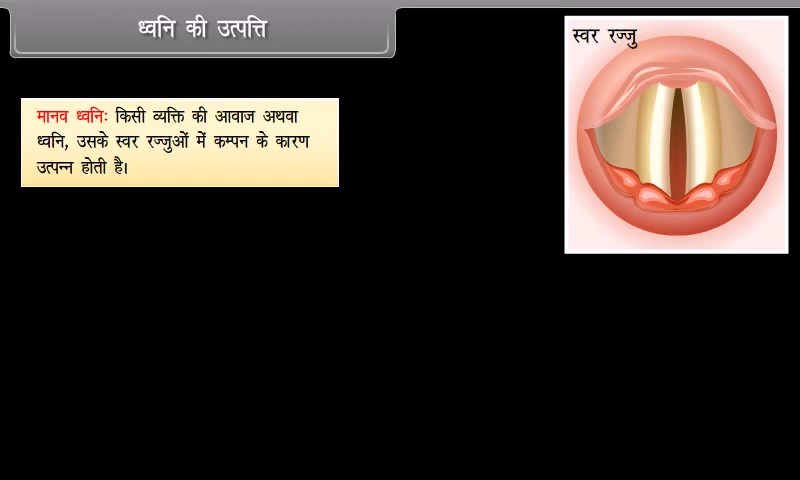 ध्वनि की उत्पत्ति
स्वर रज्जु
मानव ध्वनिः किसी व्यक्ति की आवाज अथवा
ध्वनि, उसके स्वर रज्जुओं में कम्पन के कारण
उत्पन्न होती है।